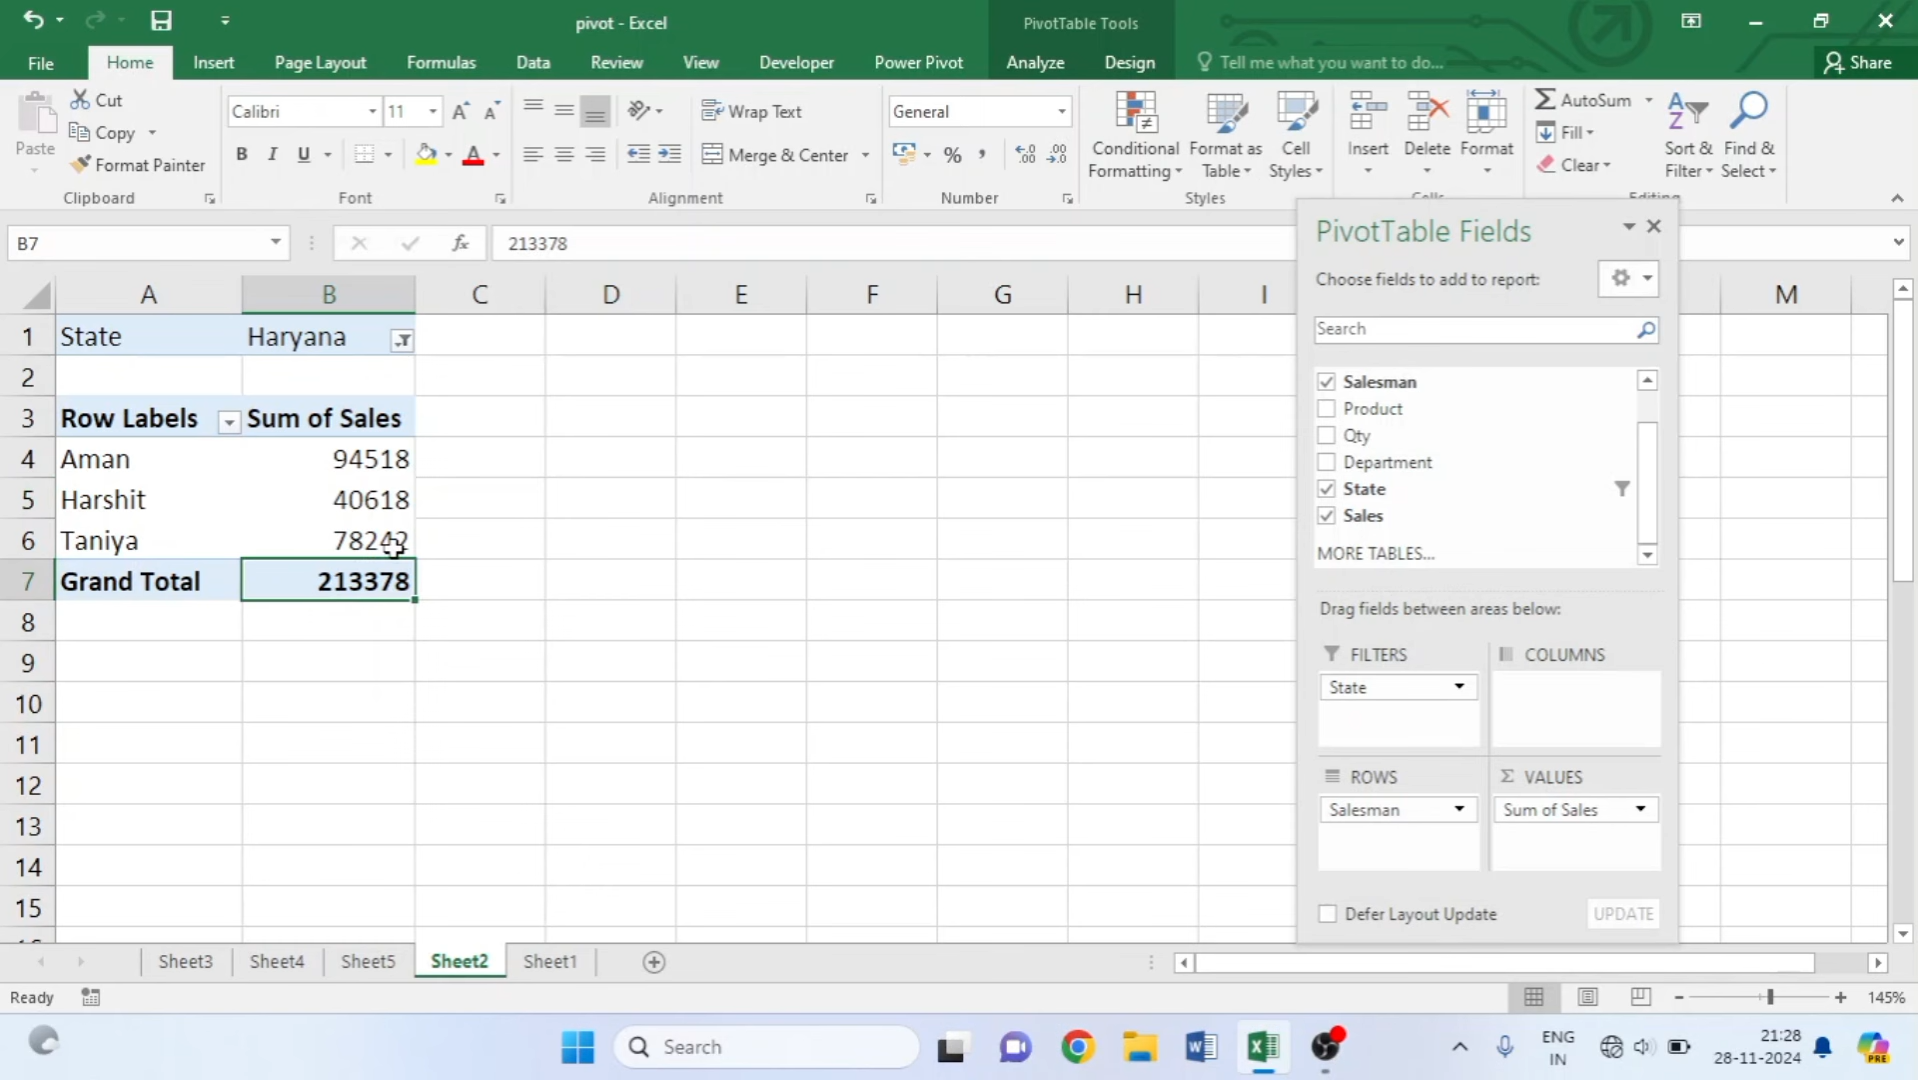 pivot - Excel
PivotTable Tools
File Home Insert Page Layout Formulas Data Review View Developer Power Pivot Analyze Design Tell me what you want to do... Share
Paste
Cut
Copy
Format Painter
Clipboard
Calibri 11
B I U
Font
Wrap Text
Merge & Center
Alignment
General
%
Number
Conditional Formatting
Format as Table
Cell Styles
Styles
Insert
Delete
Format
Cells
AutoSum
Fill
Clear
Sort & Filter
Find & Select
Editing
B7 fx 213378
A B C D E F G H I M
1 State Haryana
2
3 Row Labels Sum of Sales
4 Aman 94518
5 Harshit 40618
6 Taniya 78242
7 Grand Total 213378
8
9
10
11
12
13
14
15
PivotTable Fields
Choose fields to add to report:
Search
Salesman
Product
Qty
Department
State
Sales
MORE TABLES...
Drag fields between areas below:
FILTERS
State
COLUMNS
ROWS
Salesman
VALUES
Sum of Sales
Defer Layout Update UPDATE
Sheet3 Sheet4 Sheet5 Sheet2 Sheet1
Ready 145%
Search
ENG
IN
21:28
28-11-2024
PRE